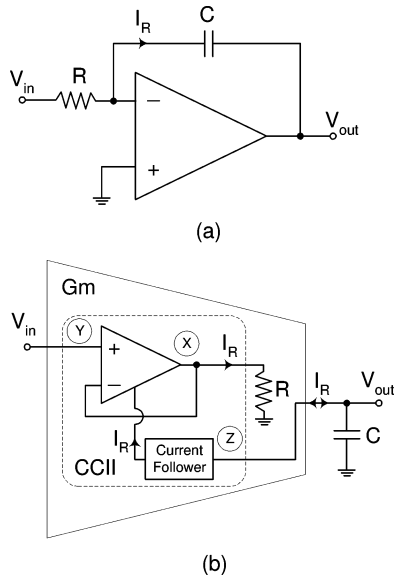 I_R
C
V_in
R
−
+
V_out
(a)
Gm
V_in
Y
+
−
X
I_R
R
I_R
V_out
I_R
Z
C
Current
Follower
CCII
(b)